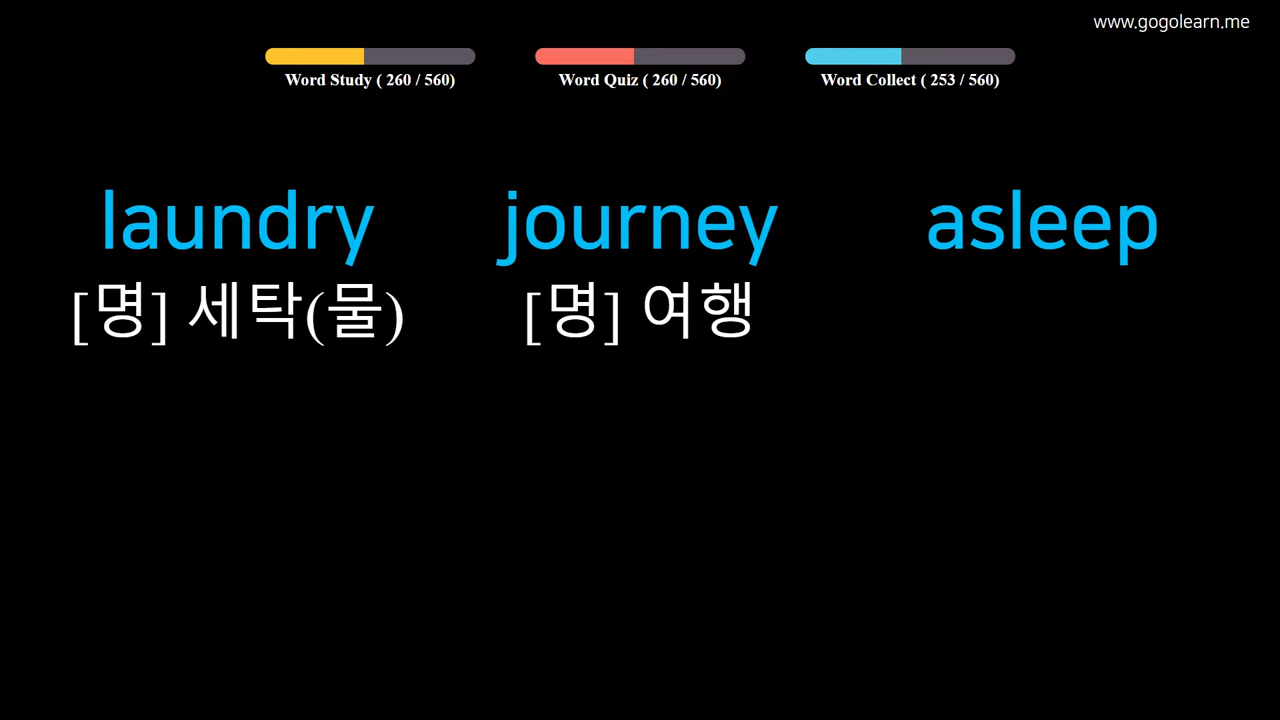 www.gogolearn.me
Word Study ( 260 / 560) Word Quiz ( 260 / 560) Word Collect ( 253 / 560)
laundry journey asleep
[명] 세탁(물) [명] 여행